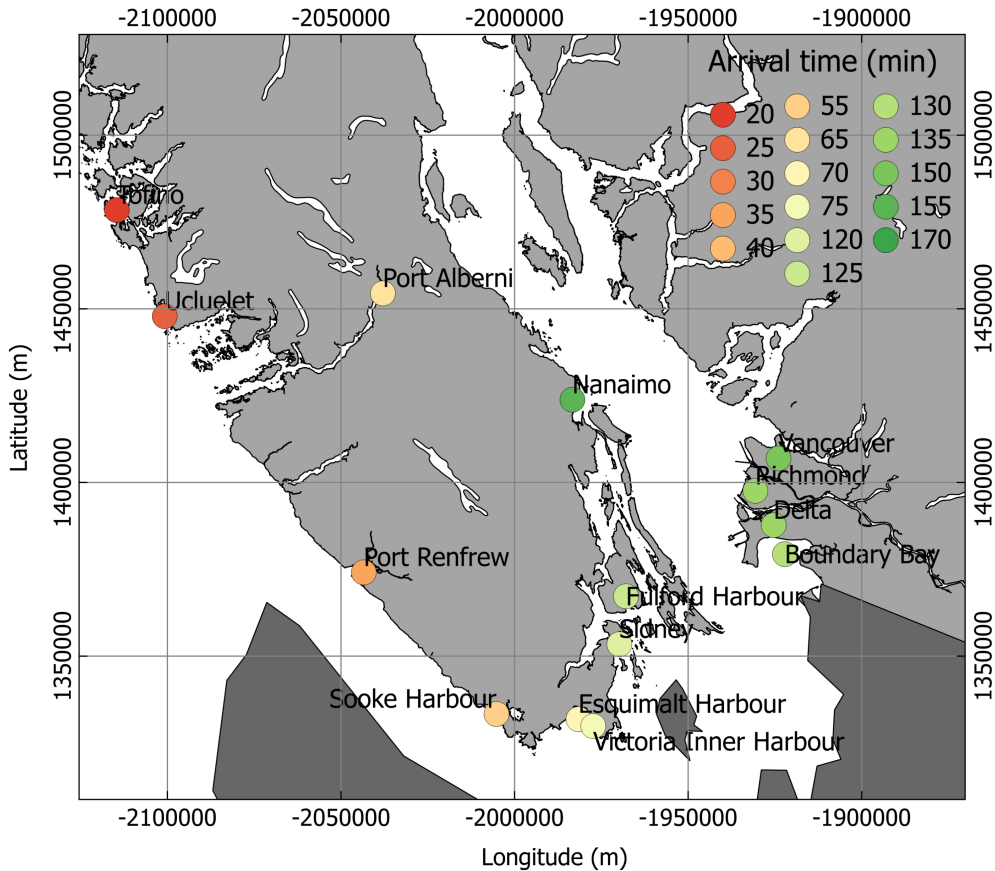 -2100000 -2050000 -2000000 -1950000 -1900000
Arrival time (min)
20 55 130
25 65 135
30 70 150
35 75 155
40 120 170
125
1500000
1450000
1400000
1350000
Latitude (m)
1500000
1450000
1400000
1350000
Tofino
Port Alberni
Ucluelet
Nanaimo
Vancouver
Richmond
Delta
Boundary Bay
Port Renfrew
Fulford Harbour
Sidney
Sooke Harbour
Esquimalt Harbour
Victoria Inner Harbour
-2100000 -2050000 -2000000 -1950000 -1900000
Longitude (m)